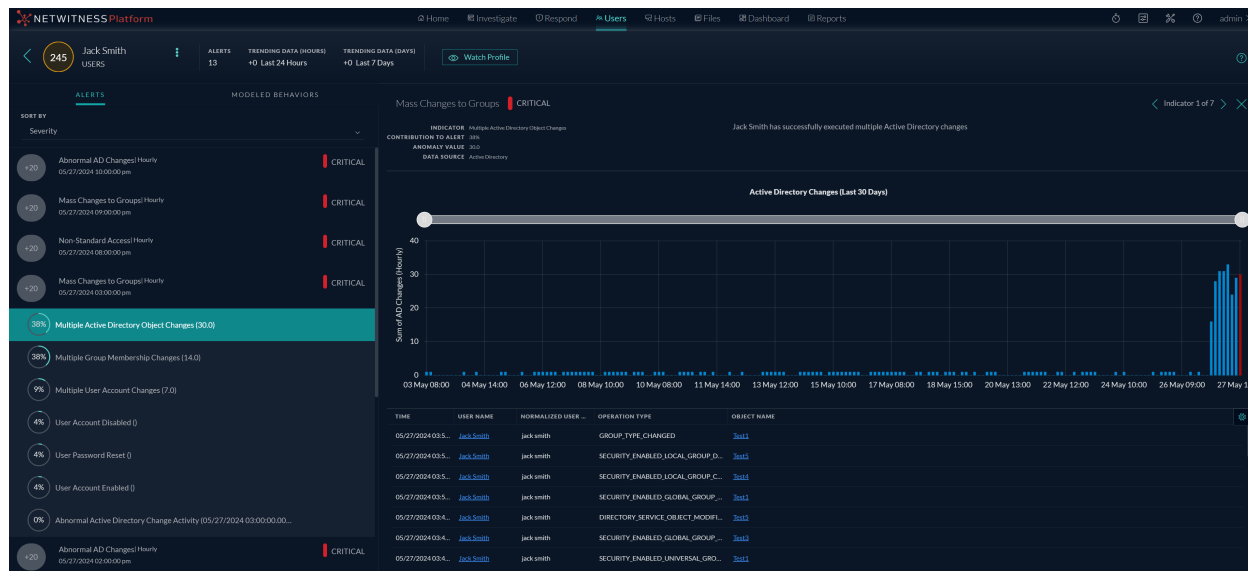 NETWITNESS Platform
Home Investigate Respond Users Hosts Files Dashboard Reports
admin
245
Jack Smith
USERS
ALERTS
13
TRENDING DATA (HOURS)
+0 Last 24 Hours
TRENDING DATA (DAYS)
+0 Last 7 Days
Watch Profile
ALERTS MODELED BEHAVIORS
SORT BY
Severity
+20 Abnormal AD Changes| Hourly CRITICAL
05/27/2024 10:00:00 pm
+20 Mass Changes to Groups| Hourly CRITICAL
05/27/2024 09:00:00 pm
+20 Non-Standard Access| Hourly CRITICAL
05/27/2024 08:00:00 pm
+20 Mass Changes to Groups| Hourly CRITICAL
05/27/2024 03:00:00 pm
38% Multiple Active Directory Object Changes (30.0)
38% Multiple Group Membership Changes (14.0)
9% Multiple User Account Changes (7.0)
4% User Account Disabled ()
4% User Password Reset ()
4% User Account Enabled ()
0% Abnormal Active Directory Change Activity (05/27/2024 03:00:00.00...
+20 Abnormal AD Changes| Hourly CRITICAL
05/27/2024 02:00:00 pm
Mass Changes to Groups CRITICAL
Indicator 1 of 7
INDICATOR Multiple Active Directory Object Changes
CONTRIBUTION TO ALERT 38%
ANOMALY VALUE 30.0
DATA SOURCE Active Directory
Jack Smith has successfully executed multiple Active Directory changes
Active Directory Changes (Last 30 Days)
Sum of AD Changes (Hourly)
40
30
20
10
0
03 May 08:00 04 May 14:00 06 May 12:00 08 May 10:00 10 May 08:00 11 May 14:00 13 May 12:00 15 May 10:00 17 May 08:00 18 May 15:00 20 May 13:00 22 May 12:00 24 May 10:00 26 May 09:00 27 May 1
TIME USER NAME NORMALIZED USER ... OPERATION TYPE OBJECT NAME
05/27/2024 03:5... Jack Smith jack smith GROUP_TYPE_CHANGED Test1
05/27/2024 03:5... Jack Smith jack smith SECURITY_ENABLED_LOCAL_GROUP_D... Test5
05/27/2024 03:5... Jack Smith jack smith SECURITY_ENABLED_LOCAL_GROUP_C... Test4
05/27/2024 03:5... Jack Smith jack smith SECURITY_ENABLED_GLOBAL_GROUP_... Test1
05/27/2024 03:4... Jack Smith jack smith DIRECTORY_SERVICE_OBJECT_MODIFI... Test5
05/27/2024 03:4... Jack Smith jack smith SECURITY_ENABLED_GLOBAL_GROUP_... Test3
05/27/2024 03:4... Jack Smith jack smith SECURITY_ENABLED_UNIVERSAL_GRO... Test1